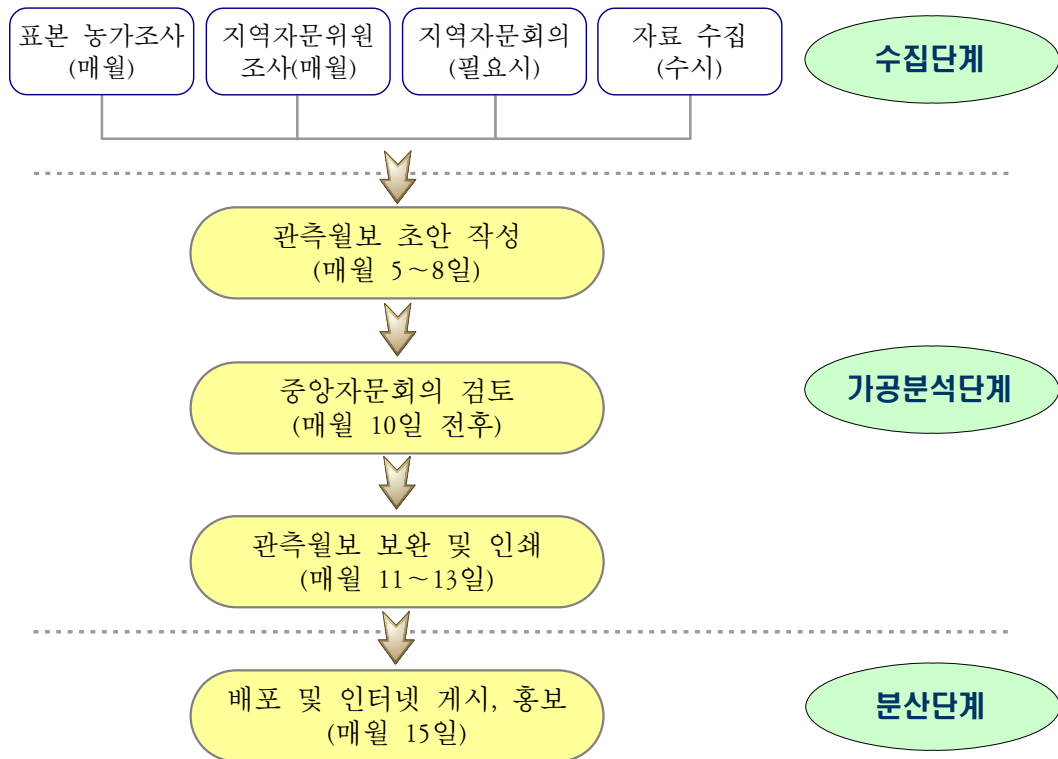 표본 농가조사
(매월)
지역자문위원
조사(매월)
지역자문회의
(필요시)
자료 수집
(수시)
수집단계
관측월보 초안 작성
(매월 5~8일)
중앙자문회의 검토
(매월 10일 전후)
가공분석단계
관측월보 보완 및 인쇄
(매월 11~13일)
배포 및 인터넷 게시, 홍보
(매월 15일)
분산단계